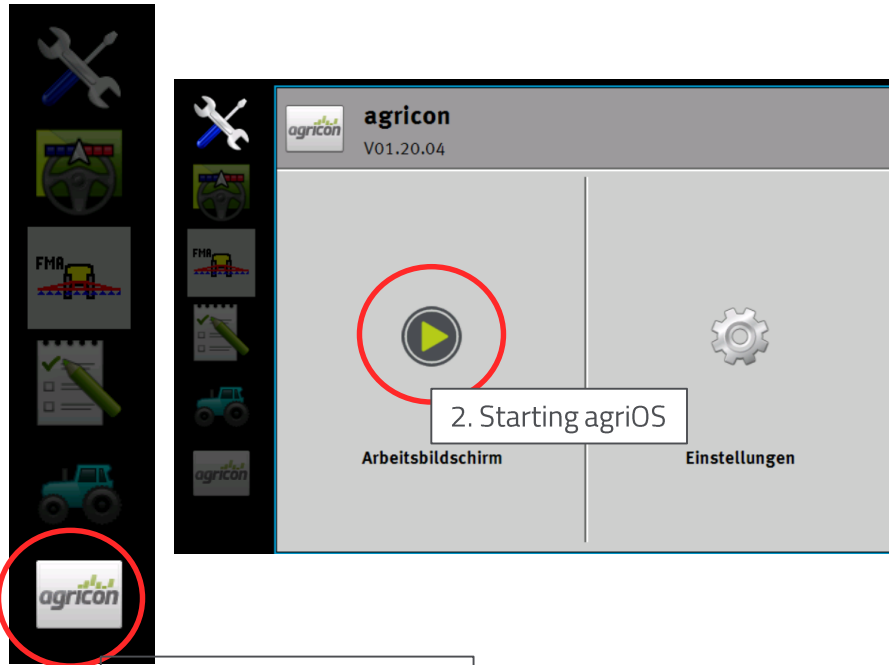 FMA
agricon
agricon
V01.20.04
agricon
FMA
2. Starting agriOS
Arbeitsbildschirm
Einstellungen
agricon